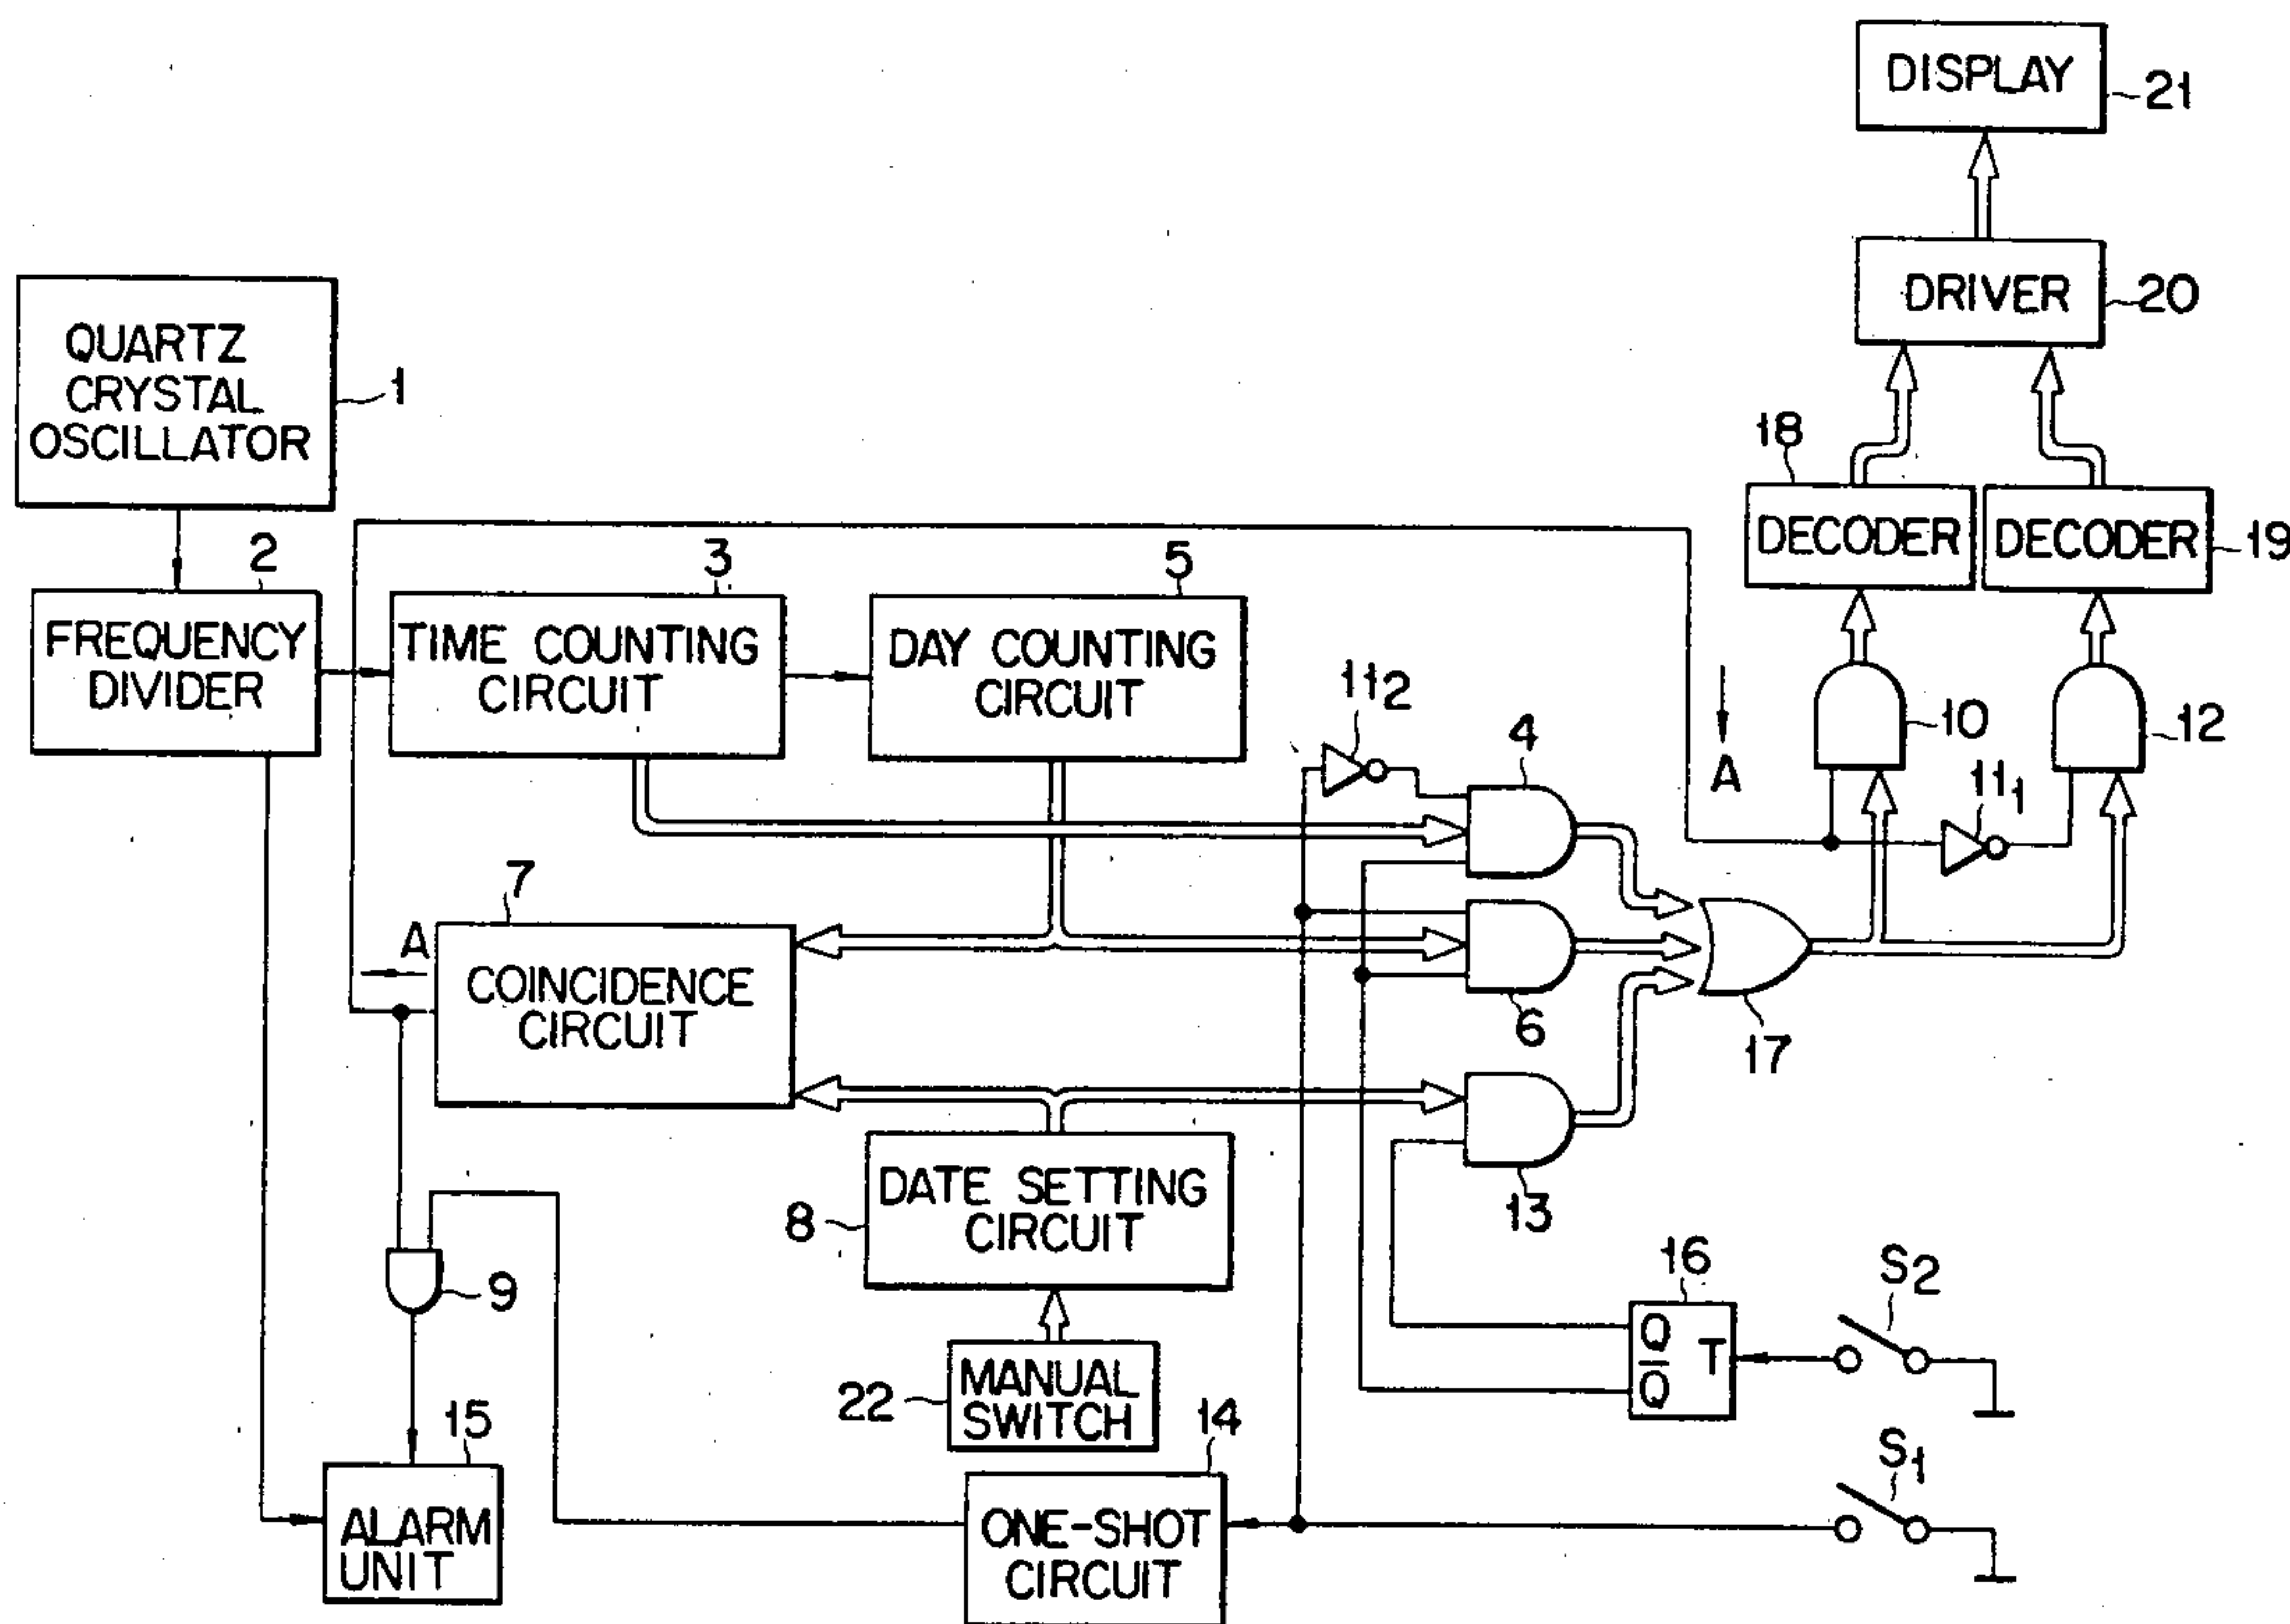 DISPLAY
21
DRIVER
20
QUARTZ
CRYSTAL
OSCILLATOR
1
18
DECODER
DECODER
19
2
FREQUENCY
DIVIDER
3
TIME COUNTING
CIRCUIT
5
DAY COUNTING
CIRCUIT
11₂
4
A
10
12
11₁
7
A
COINCIDENCE
CIRCUIT
6
17
8
DATE SETTING
CIRCUIT
13
9
16
Q
Q̅
T
S₂
22
MANUAL
SWITCH
14
15
ALARM
UNIT
ONE-SHOT
CIRCUIT
S₁